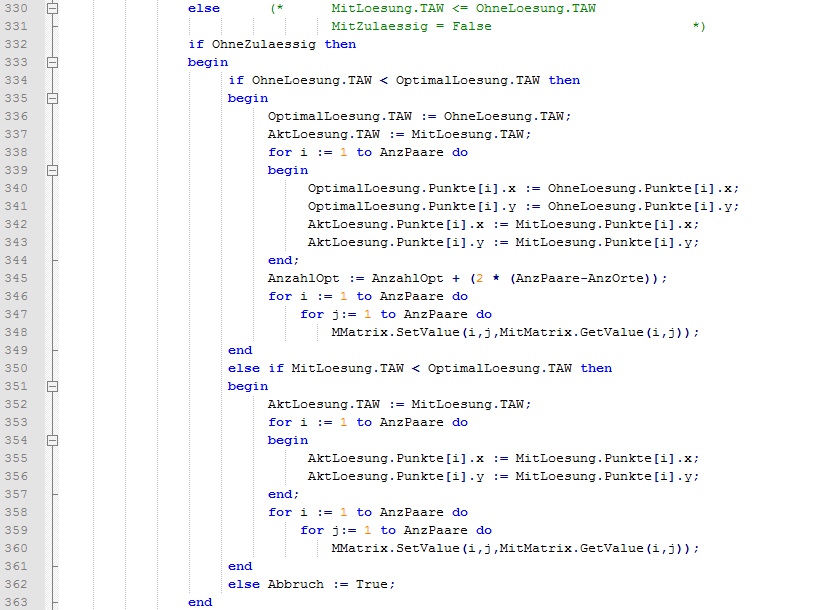 330 else (* MitLoesung.TAW <= OhneLoesung.TAW
331 MitZulaessig = False *)
332 if OhneZulaessig then
333 begin
334 if OhneLoesung.TAW < OptimalLoesung.TAW then
335 begin
336 OptimalLoesung.TAW := OhneLoesung.TAW;
337 AktLoesung.TAW := MitLoesung.TAW;
338 for i := 1 to AnzPaare do
339 begin
340 OptimalLoesung.Punkte[i].x := OhneLoesung.Punkte[i].x;
341 OptimalLoesung.Punkte[i].y := OhneLoesung.Punkte[i].y;
342 AktLoesung.Punkte[i].x := MitLoesung.Punkte[i].x;
343 AktLoesung.Punkte[i].y := MitLoesung.Punkte[i].y;
344 end;
345 AnzahlOpt := AnzahlOpt + (2 * (AnzPaare-AnzOrte));
346 for i := 1 to AnzPaare do
347 for j:= 1 to AnzPaare do
348 MMatrix.SetValue(i,j,MitMatrix.GetValue(i,j));
349 end
350 else if MitLoesung.TAW < OptimalLoesung.TAW then
351 begin
352 AktLoesung.TAW := MitLoesung.TAW;
353 for i := 1 to AnzPaare do
354 begin
355 AktLoesung.Punkte[i].x := MitLoesung.Punkte[i].x;
356 AktLoesung.Punkte[i].y := MitLoesung.Punkte[i].y;
357 end;
358 for i := 1 to AnzPaare do
359 for j:= 1 to AnzPaare do
360 MMatrix.SetValue(i,j,MitMatrix.GetValue(i,j));
361 end
362 else Abbruch := True;
363 end